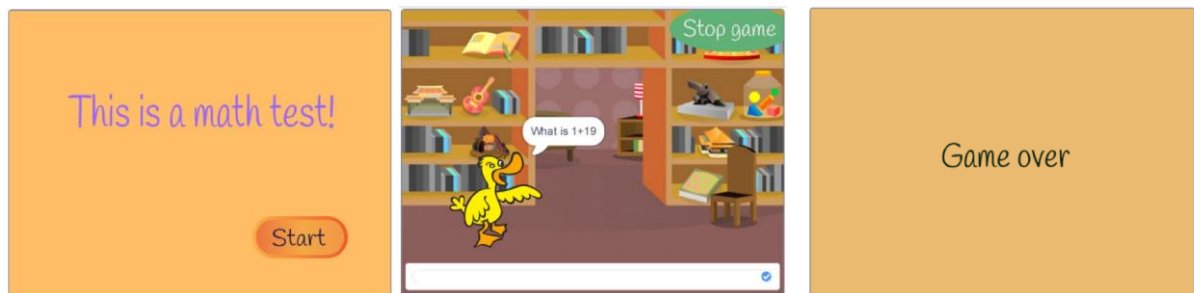 This is a math test!
Start
Stop game
What is 1+19
Game over